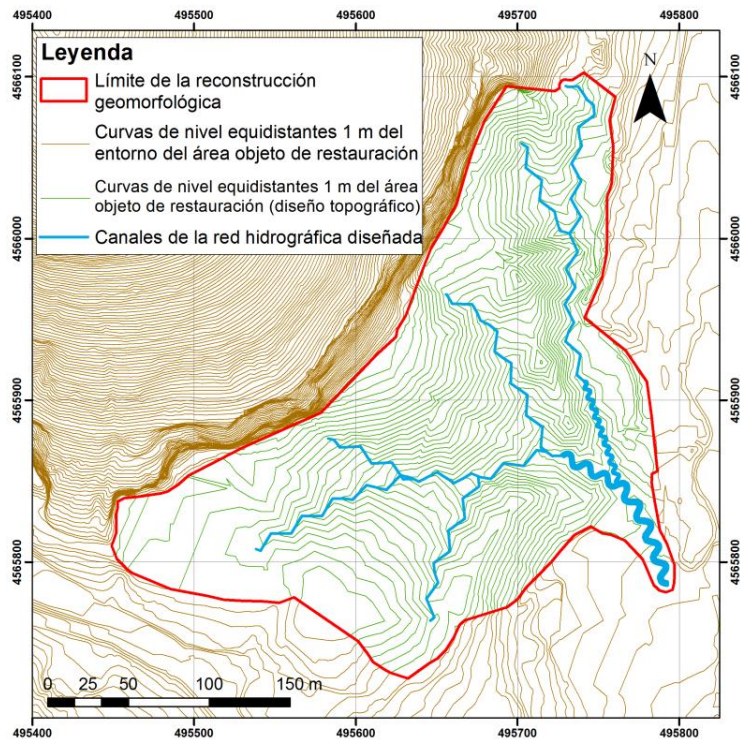 495400 495500 495600 495700 495800
Leyenda
Límite de la reconstrucción
geomorfológica
Curvas de nivel equidistantes 1 m del
entorno del área objeto de restauración
Curvas de nivel equidistantes 1 m del área
objeto de restauración (diseño topográfico)
Canales de la red hidrográfica diseñada
N
4566100 4566100
4566000 4566000
4565900 4565900
4565800 4565800
0 25 50 100 150 m
495400 495500 495600 495700 495800